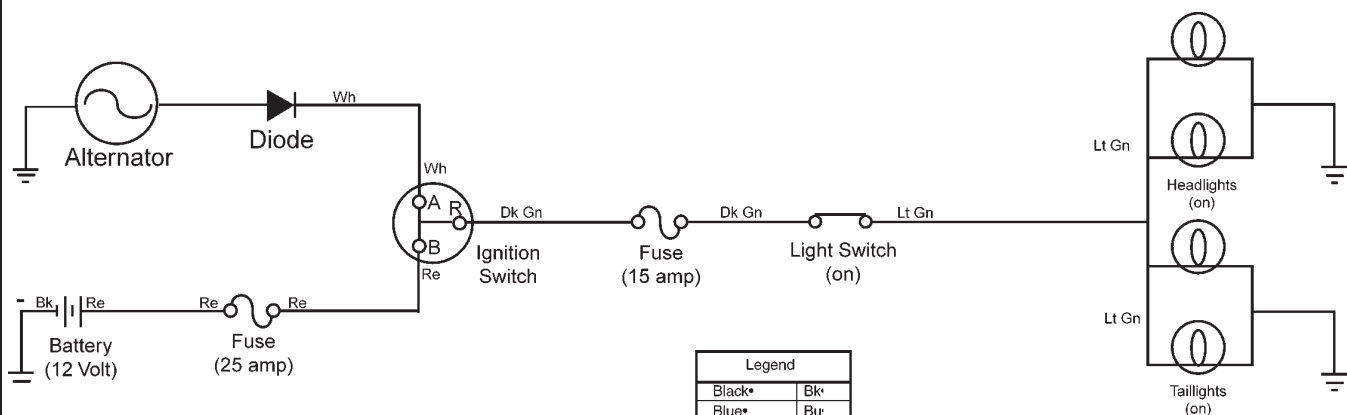 Wh
Alternator
Diode
Wh
A
R
B
Re
Dk Gn
Dk Gn
Lt Gn
Ignition
Switch
Fuse
(15 amp)
Light Switch
(on)
Lt Gn
Headlights
(on)
-
Bk
Re
Re
Re
Battery
(12 Volt)
Fuse
(25 amp)
Lt Gn
Taillights
(on)
Legend
Black• Bk•
Blue• Bu•